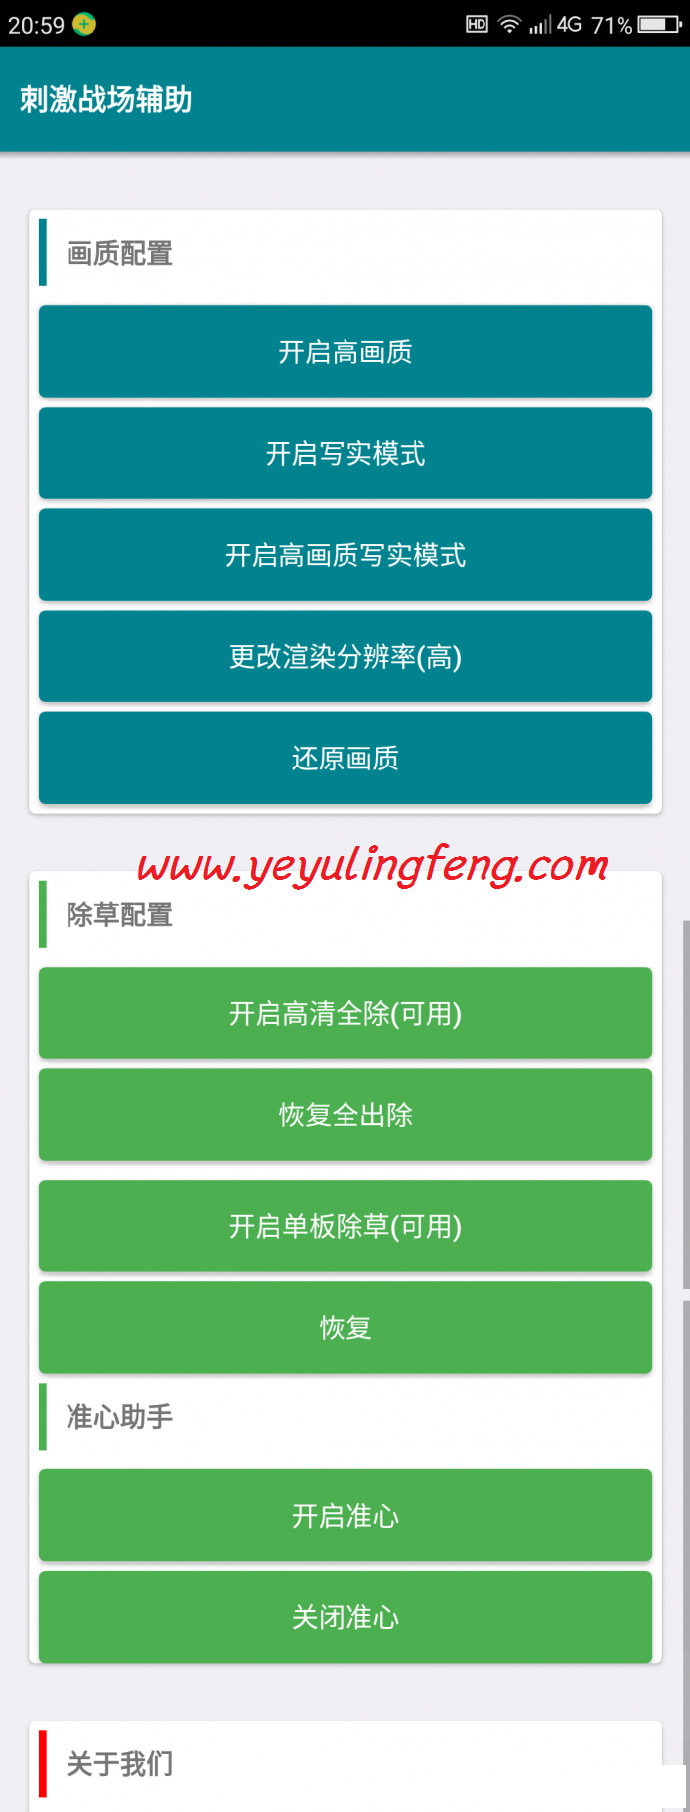 20:59 HD 4G 71%
刺激战场辅助
画质配置
开启高画质
开启写实模式
开启高画质写实模式
更改渲染分辨率(高)
还原画质
www.yeyulingfeng.com
除草配置
开启高清全除(可用)
恢复全出除
开启单板除草(可用)
恢复
准心助手
开启准心
关闭准心
关于我们